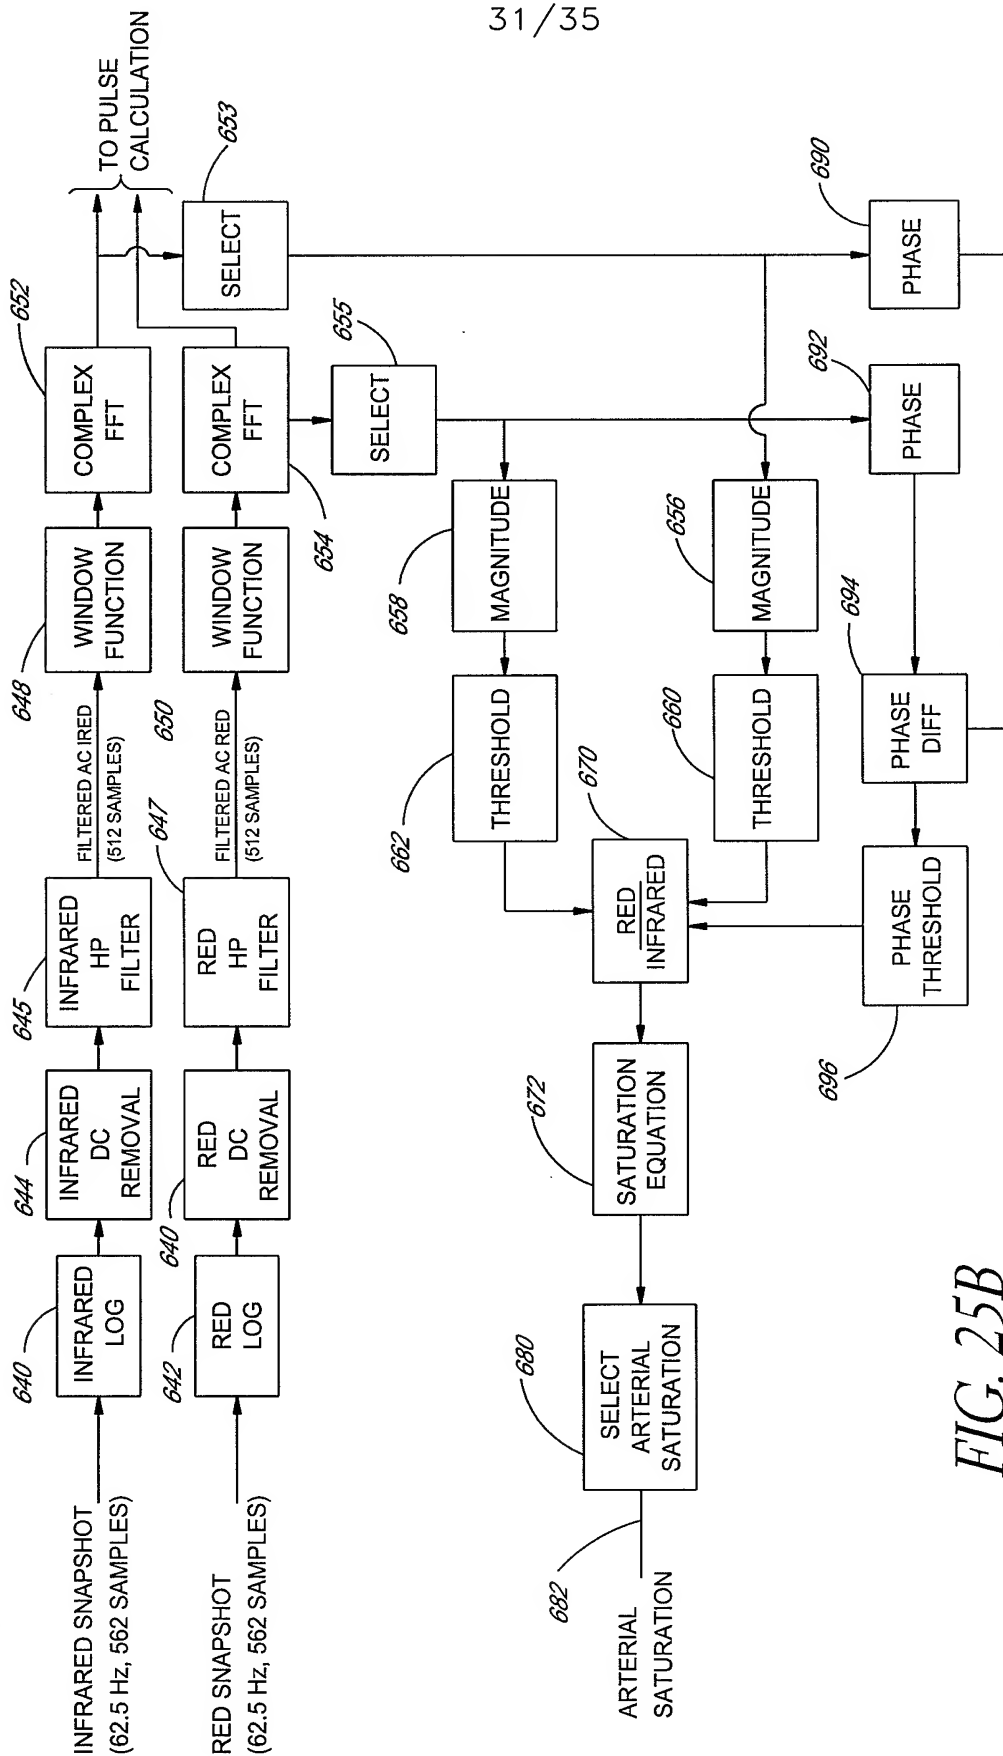 31/35
INFRARED SNAPSHOT
(62.5 Hz, 562 SAMPLES)
640
INFRARED
LOG
644
INFRARED
DC
REMOVAL
645
INFRARED
HP
FILTER
FILTERED AC IRED
(512 SAMPLES)
648
WINDOW
FUNCTION
652
COMPLEX
FFT
TO PULSE
CALCULATION
RED SNAPSHOT
(62.5 Hz, 562 SAMPLES)
642
RED
LOG
640
RED
DC
REMOVAL
647
RED
HP
FILTER
FILTERED AC RED
(512 SAMPLES)
650
WINDOW
FUNCTION
654
COMPLEX
FFT
653
SELECT
655
SELECT
658
MAGNITUDE
662
THRESHOLD
656
MAGNITUDE
660
THRESHOLD
670
RED
INFRARED
672
SATURATION
EQUATION
680
SELECT
ARTERIAL
SATURATION
682
ARTERIAL
SATURATION
690
PHASE
692
PHASE
694
PHASE
DIFF
696
PHASE
THRESHOLD
FIG. 25B